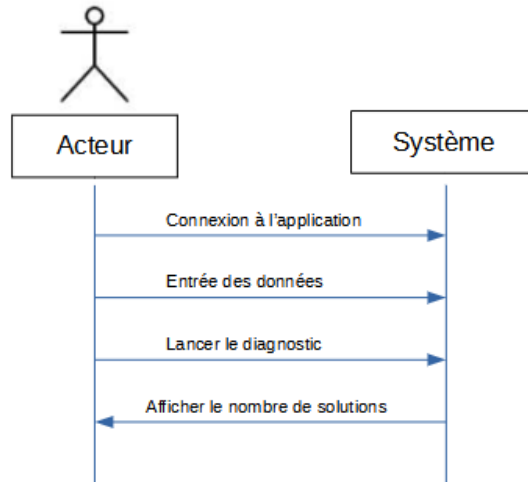 Acteur
Système
Connexion à l'application
Entrée des données
Lancer le diagnostic
Afficher le nombre de solutions